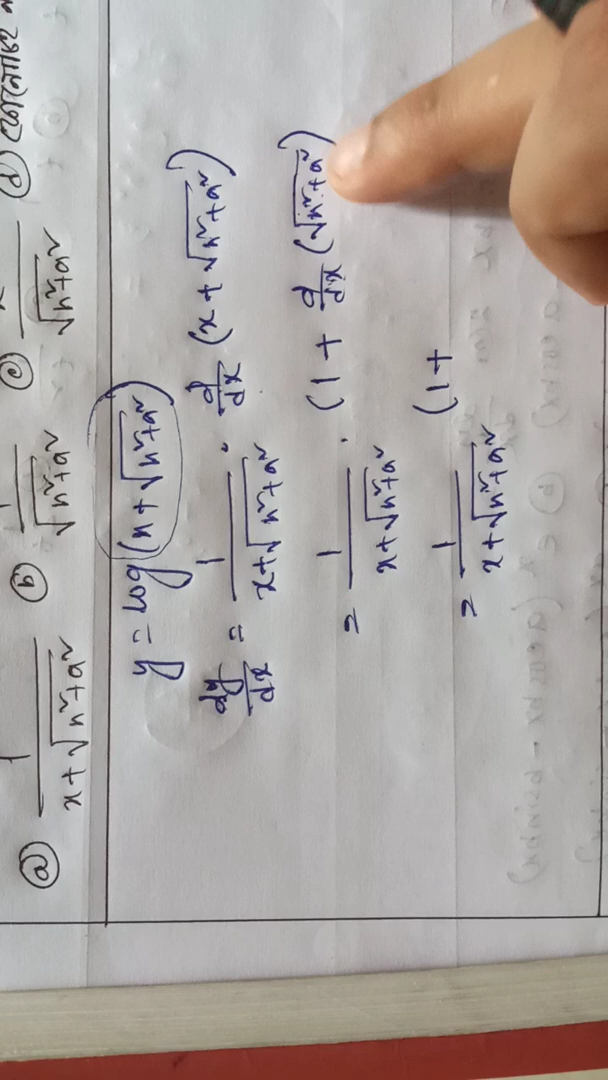 ⓐ 1/(x+√(x²+a²)) ⓑ 1/√(x²+a²) ⓒ x/√(x²+a²) ⓓ কোনোটাই
y = log (x+√(x²+a²))
dy/dx = 1/(x+√(x²+a²)) · d/dx (x+√(x²+a²))
= 1/(x+√(x²+a²)) · (1 + d/dx (√(x²+a²))
= 1/(x+√(x²+a²)) (1+